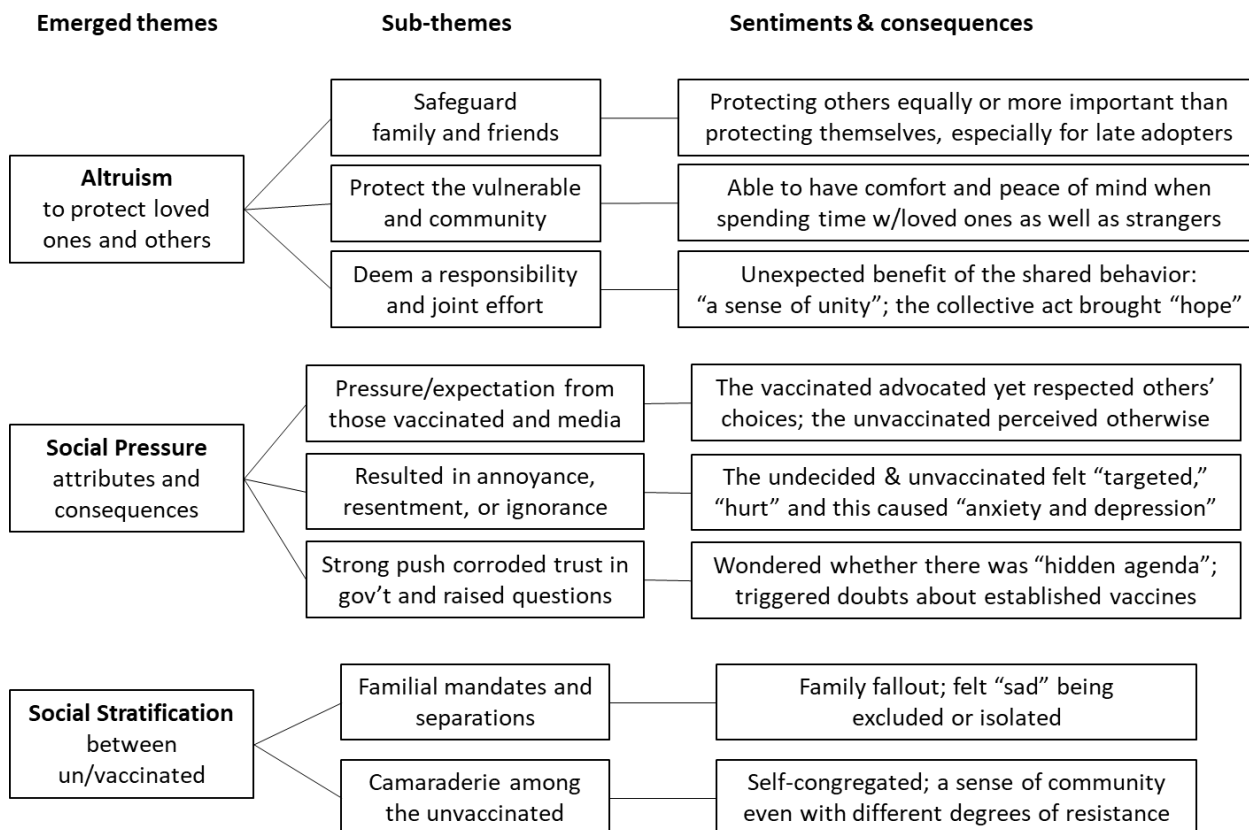 Emerged themes
Sub-themes
Sentiments & consequences
Altruism
to protect loved
ones and others
Safeguard
family and friends
Protecting others equally or more important than
protecting themselves, especially for late adopters
Protect the vulnerable
and community
Able to have comfort and peace of mind when
spending time w/loved ones as well as strangers
Deem a responsibility
and joint effort
Unexpected benefit of the shared behavior:
“a sense of unity”; the collective act brought “hope”
Social Pressure
attributes and
consequences
Pressure/expectation from
those vaccinated and media
The vaccinated advocated yet respected others’
choices; the unvaccinated perceived otherwise
Resulted in annoyance,
resentment, or ignorance
The undecided & unvaccinated felt “targeted,”
“hurt” and this caused “anxiety and depression”
Strong push corroded trust in
gov’t and raised questions
Wondered whether there was “hidden agenda”;
triggered doubts about established vaccines
Social Stratification
between
un/vaccinated
Familial mandates and
separations
Family fallout; felt “sad” being
excluded or isolated
Camaraderie among
the unvaccinated
Self-congregated; a sense of community
even with different degrees of resistance